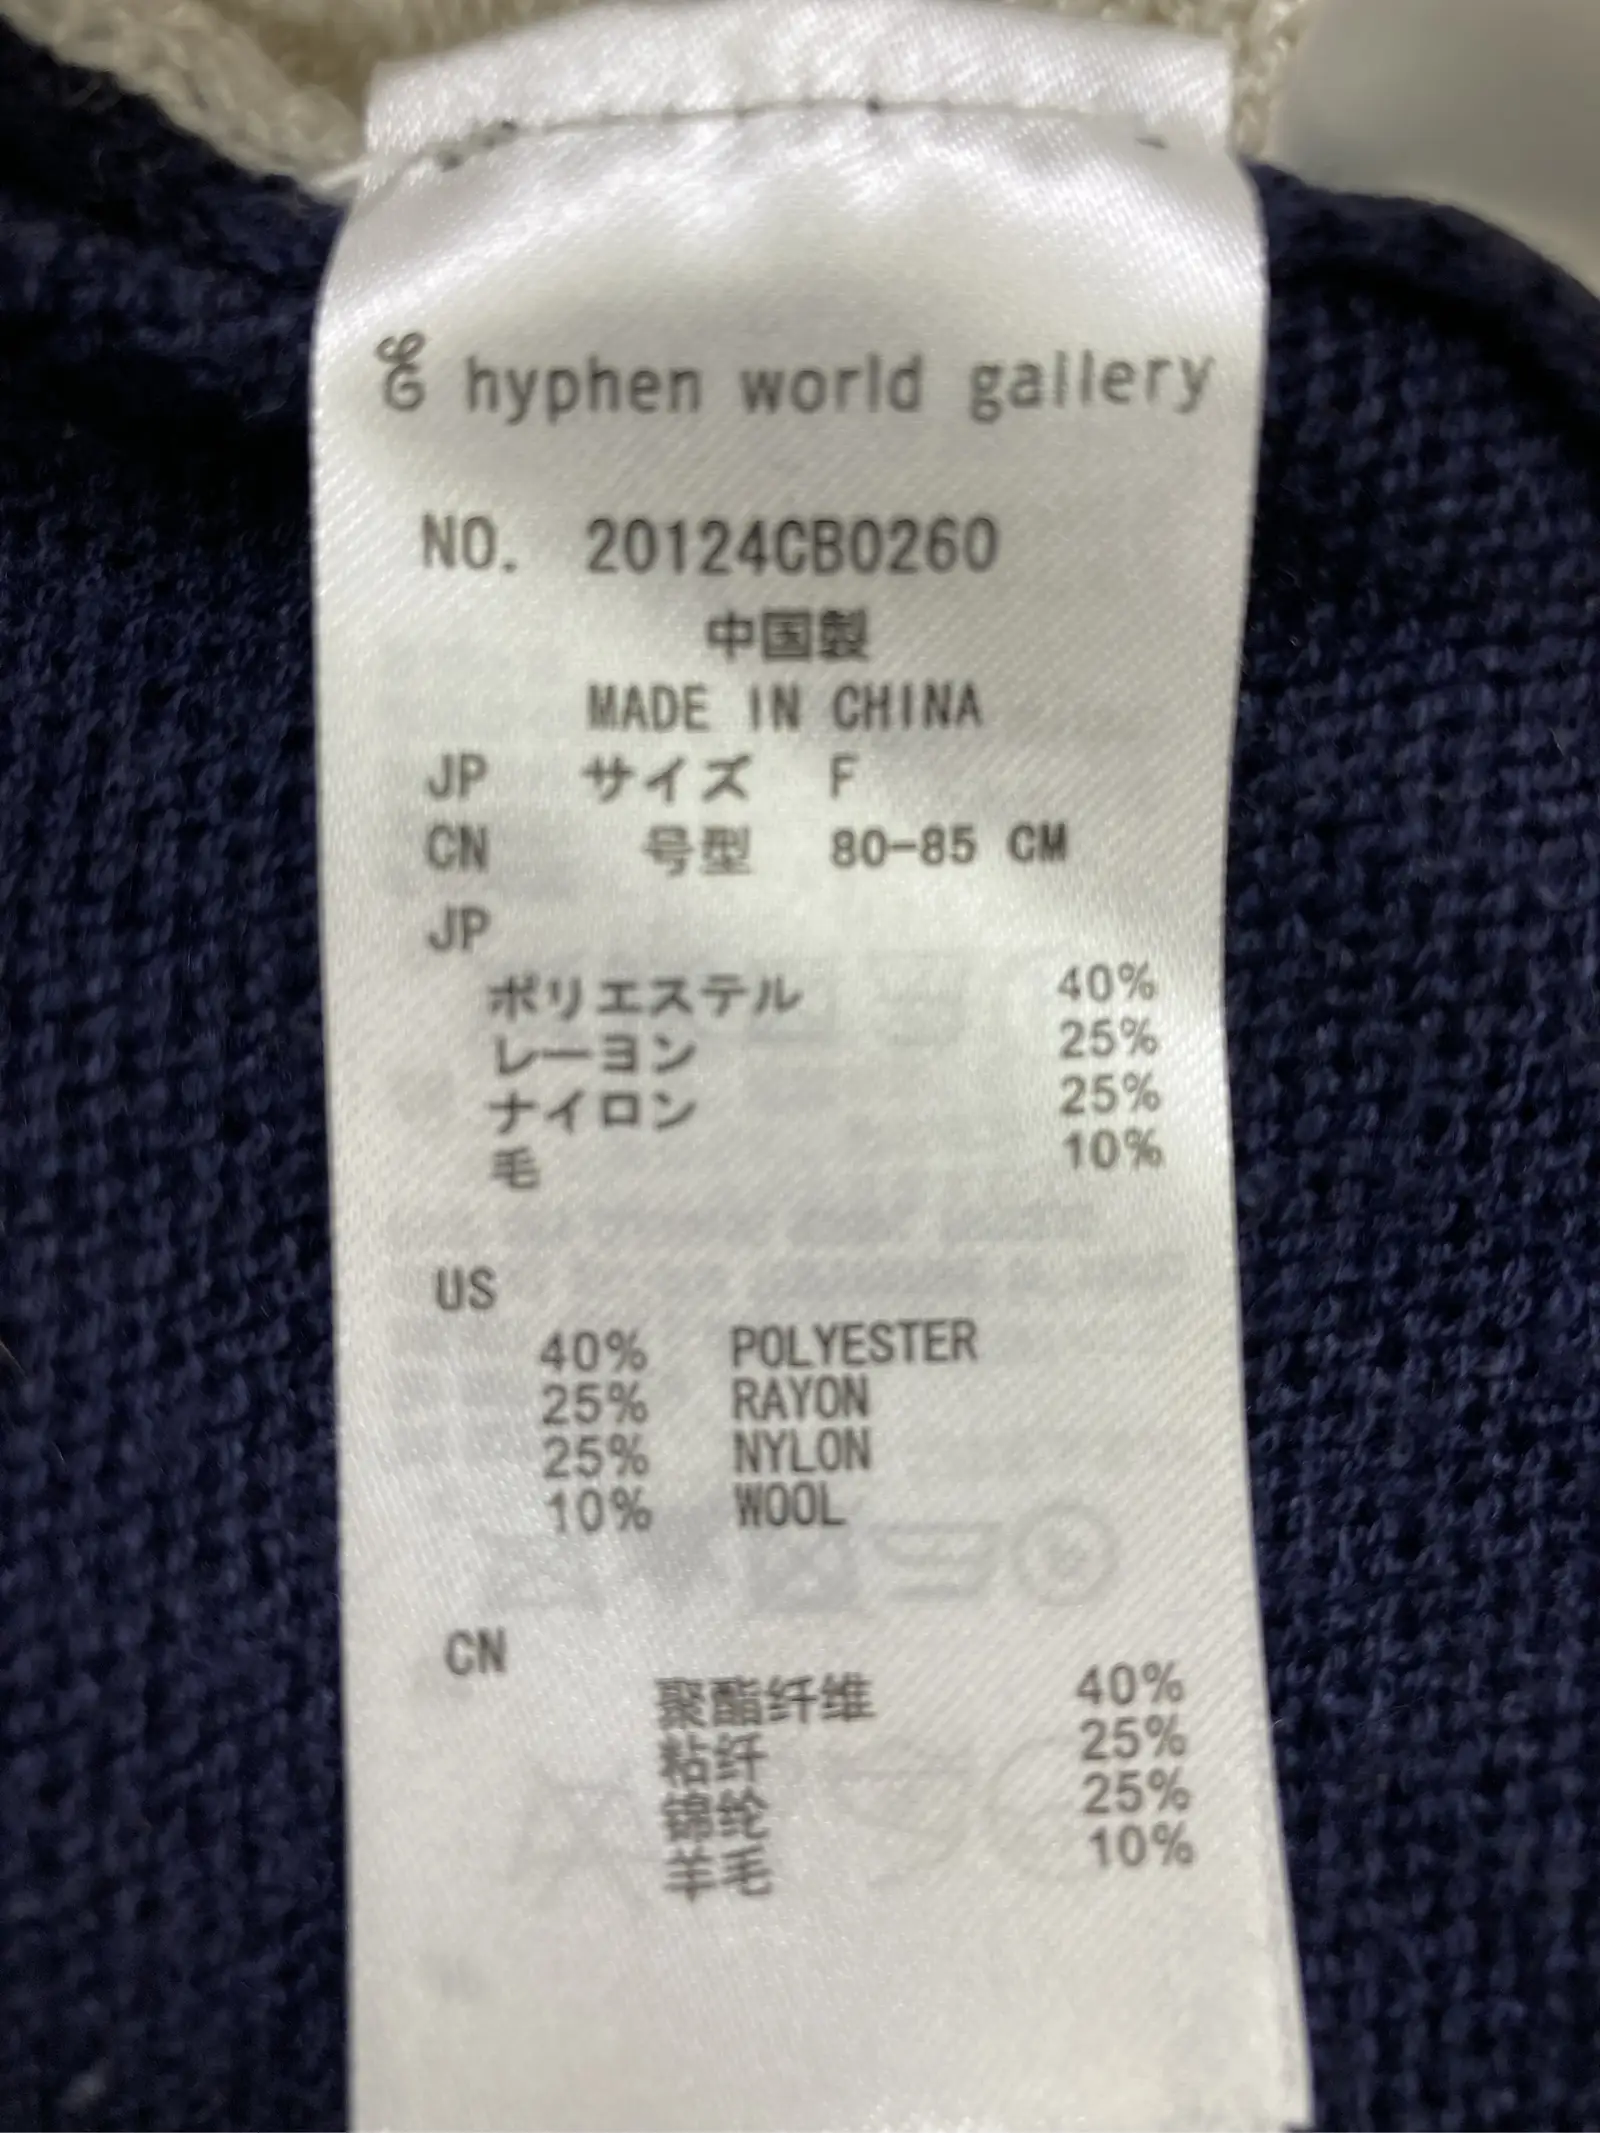 hyphen world gallery
NO. 20124CB0260
中国製
MADE IN CHINA
JP サイズ F
CN 号型 80-85 CM
JP
ポリエステル 40%
レーヨン 25%
ナイロン 25%
毛 10%
US
40% POLYESTER
25% RAYON
25% NYLON
10% WOOL
CN
聚酯纤维 40%
粘纤 25%
锦纶 25%
羊毛 10%